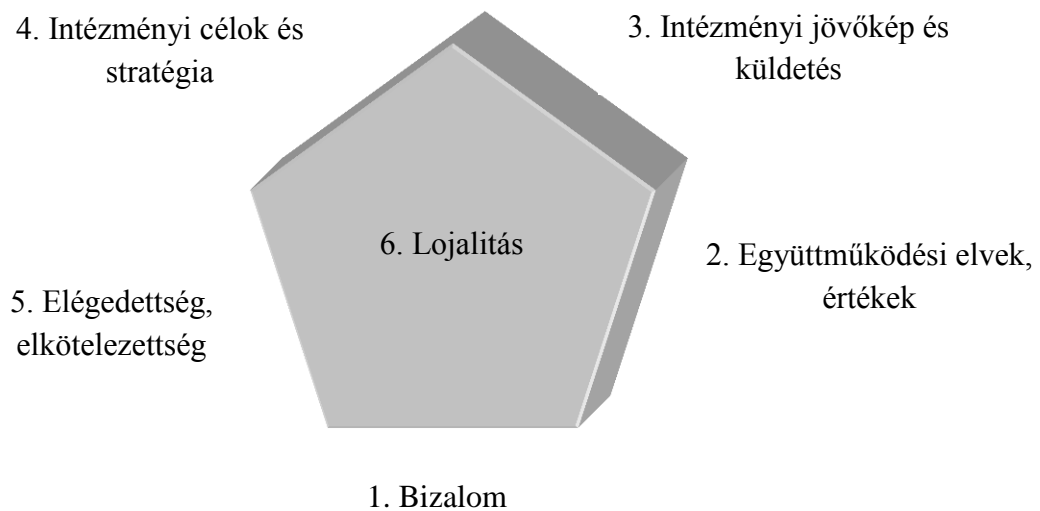 4. Intézményi célok és
stratégia
3. Intézményi jövőkép és
küldetés
6. Lojalitás
2. Együttműködési elvek,
értékek
5. Elégedettség,
elkötelezettség
1. Bizalom